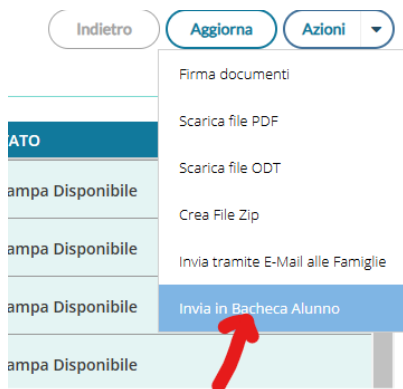 Indietro
Aggiorna
Azioni
Firma documenti
Scarica file PDF
Scarica file ODT
Crea File Zip
Invia tramite E-Mail alle Famiglie
Invia in Bacheca Alunno
ATO
ampa Disponibile
ampa Disponibile
ampa Disponibile
ampa Disponibile